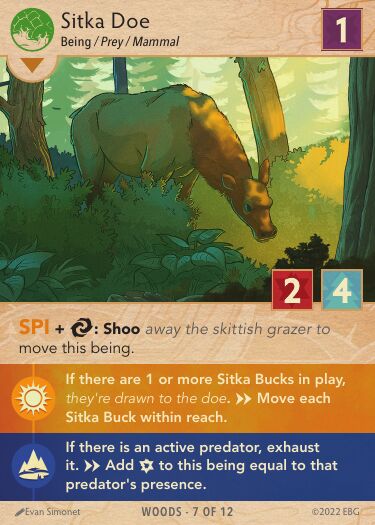 Sitka Doe
Being / Prey / Mammal
1
2
4
SPI + : Shoo away the skittish grazer to
move this being.
If there are 1 or more Sitka Bucks in play,
they're drawn to the doe. Move each
Sitka Buck within reach.
If there is an active predator, exhaust
it. Add to this being equal to that
predator's presence.
Evan Simonet
WOODS - 7 OF 12
©2022 EBG